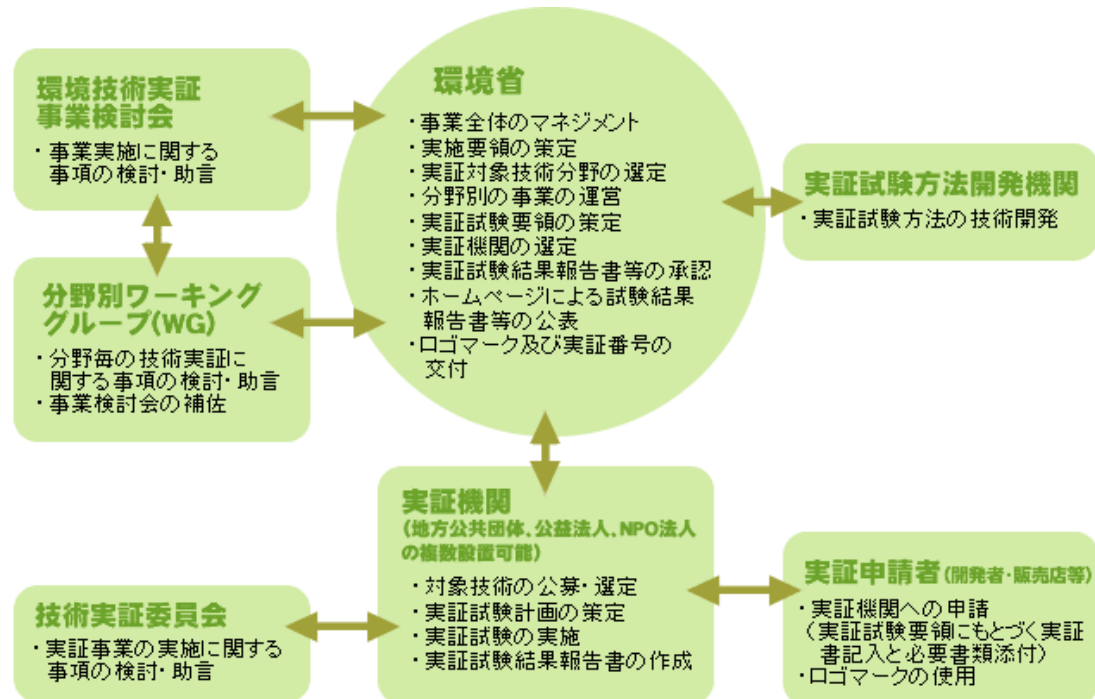 環境技術実証
事業検討会
・事業実施に関する
事項の検討・助言
分野別ワーキング
グループ(WG)
・分野毎の技術実証に
関する事項の検討・助言
・事業検討会の補佐
環境省
・事業全体のマネジメント
・実施要領の策定
・実証対象技術分野の選定
・分野別の事業の運営
・実証試験要領の策定
・実証機関の選定
・実証試験結果報告書等の承認
・ホームページによる試験結果
報告書等の公表
・ロゴマーク及び実証番号の
交付
実証試験方法開発機関
・実証試験方法の技術開発
実証機関
(地方公共団体、公益法人、NPO法人
の複数設置可能)
・対象技術の公募・選定
・実証試験計画の策定
・実証試験の実施
・実証試験結果報告書の作成
技術実証委員会
・実証事業の実施に関する
事項の検討・助言
実証申請者(開発者・販売店等)
・実証機関への申請
(実証試験要領にもとづく実証
書記入と必要書類添付)
・ロゴマークの使用